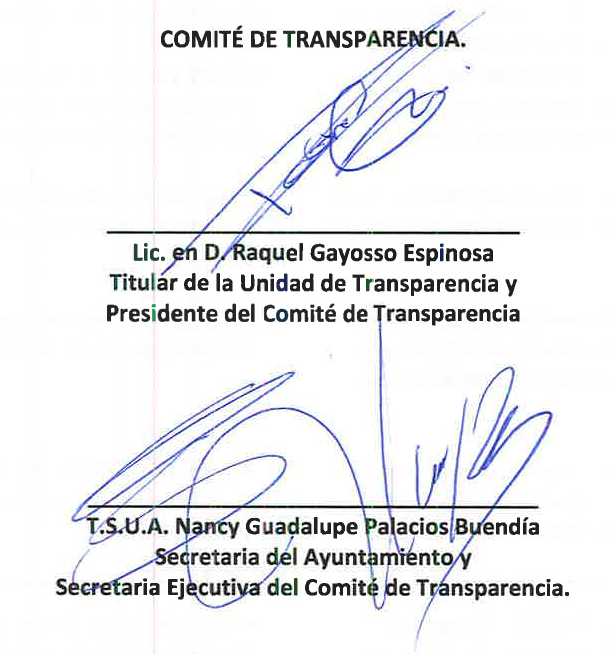 COMITÉ DE TRANSPARENCIA.
Lic. en D. Raquel Gayosso Espinosa
Titular de la Unidad de Transparencia y
Presidente del Comité de Transparencia
T.S.U.A. Nancy Guadalupe Palacios Buendía
Secretaria del Ayuntamiento y
Secretaria Ejecutiva del Comité de Transparencia.